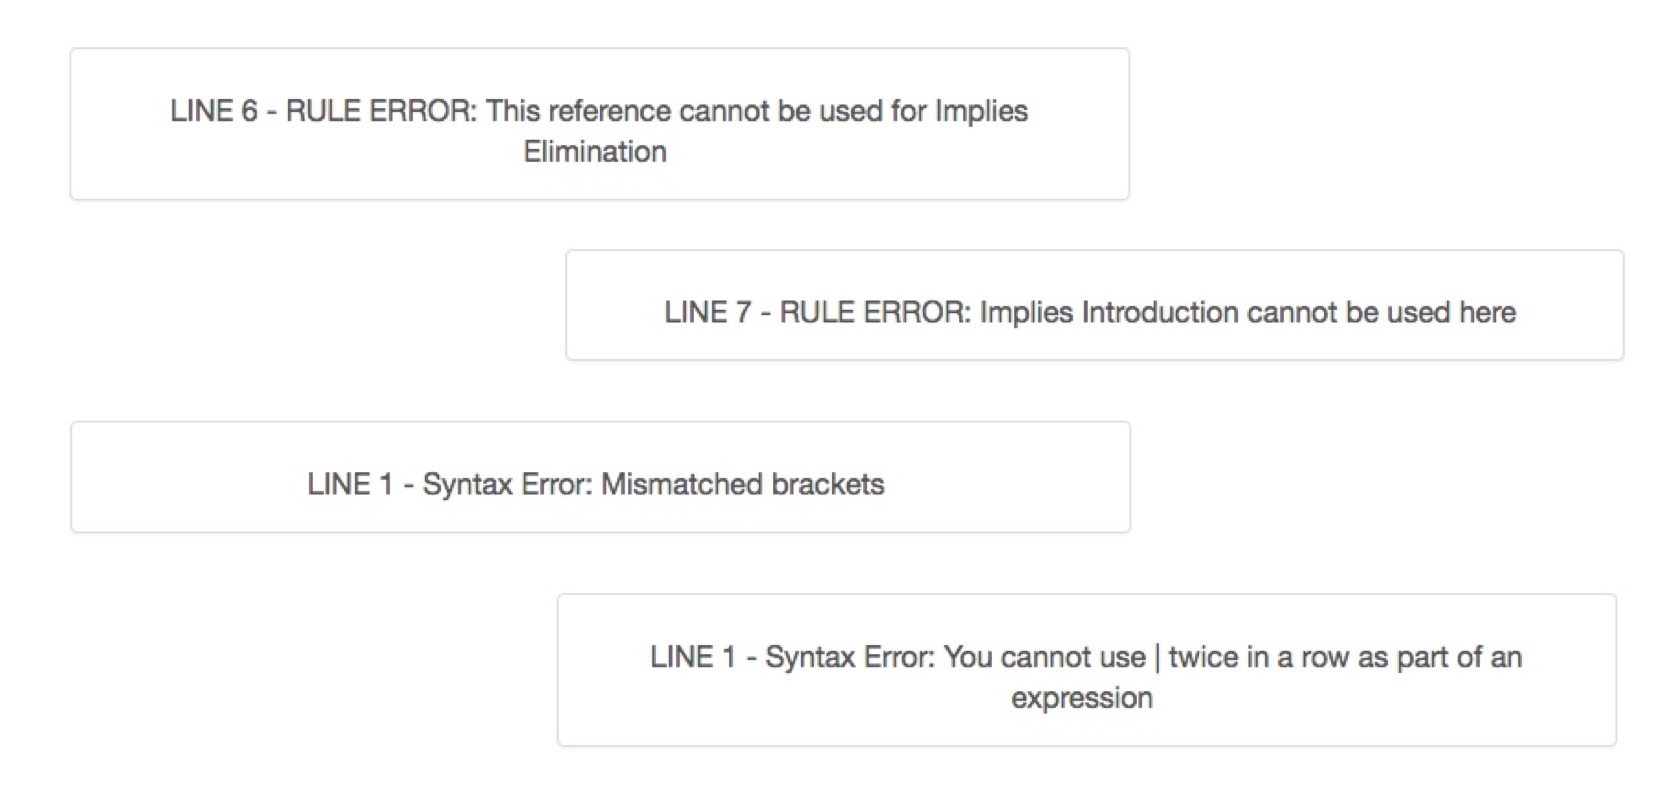 LINE 6 - RULE ERROR: This reference cannot be used for Implies
Elimination
LINE 7 - RULE ERROR: Implies Introduction cannot be used here
LINE 1 - Syntax Error: Mismatched brackets
LINE 1 - Syntax Error: You cannot use | twice in a row as part of an
expression